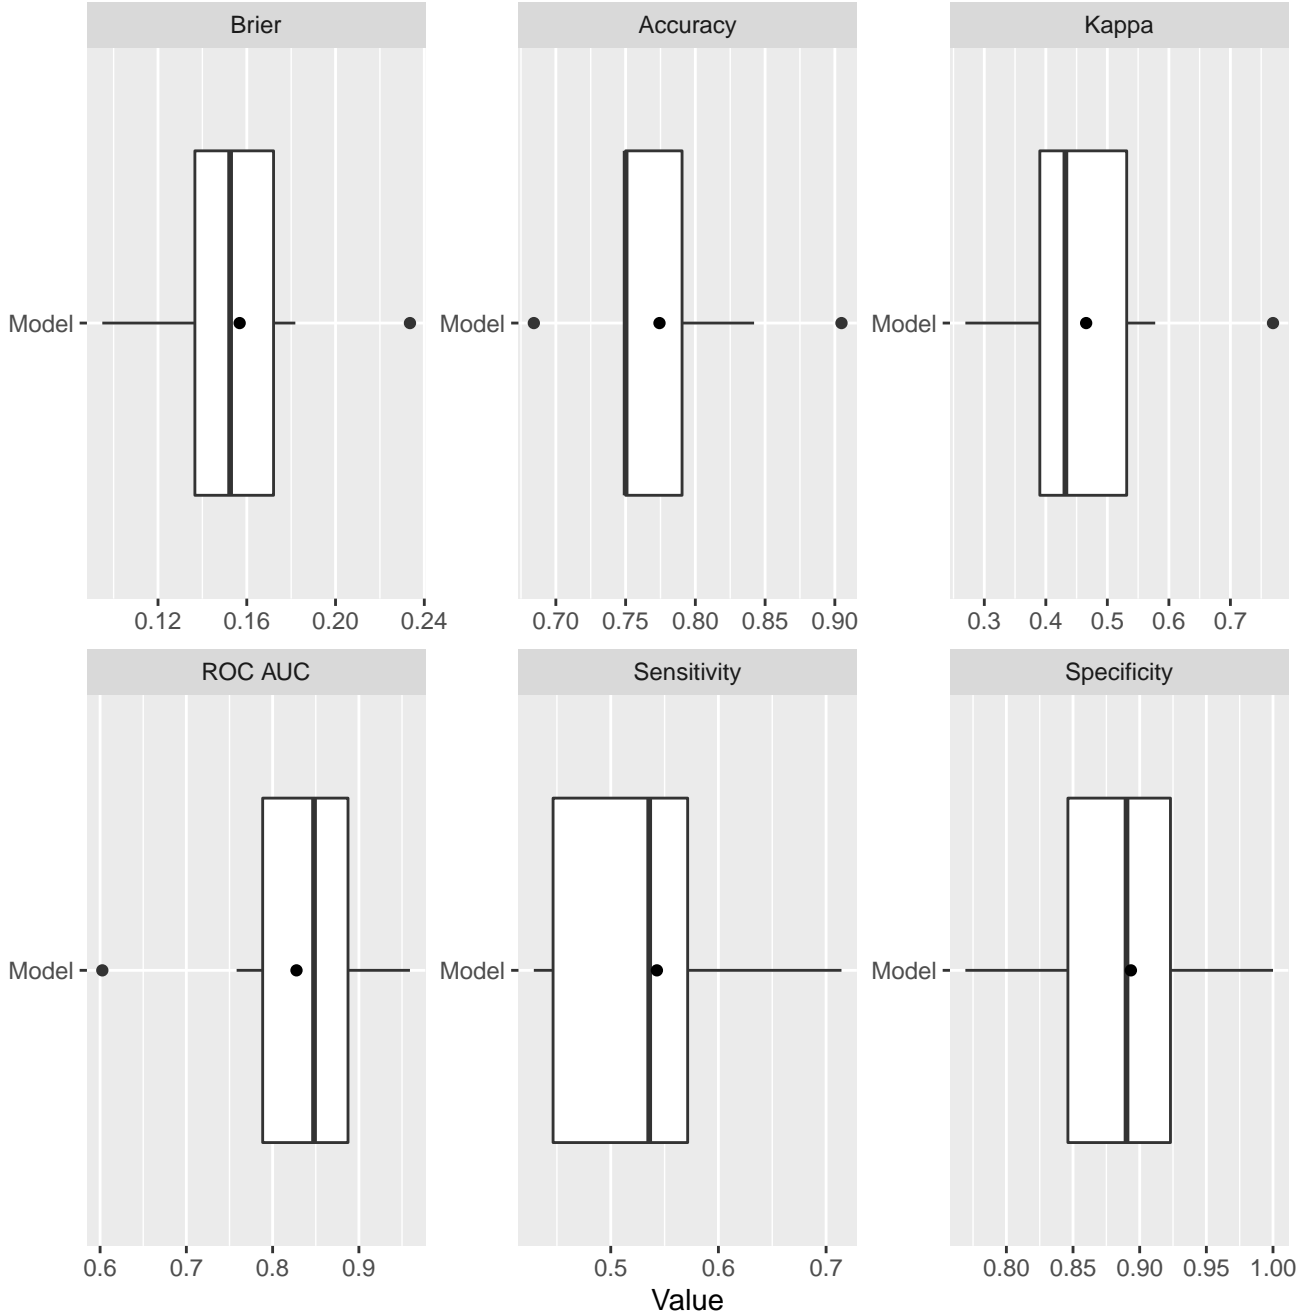 Brier Accuracy Kappa
Model Model Model
0.12 0.16 0.20 0.24 0.70 0.75 0.80 0.85 0.90 0.3 0.4 0.5 0.6 0.7
ROC AUC Sensitivity Specificity
Model Model Model
0.6 0.7 0.8 0.9 0.5 0.6 0.7 0.80 0.85 0.90 0.95 1.00
Value